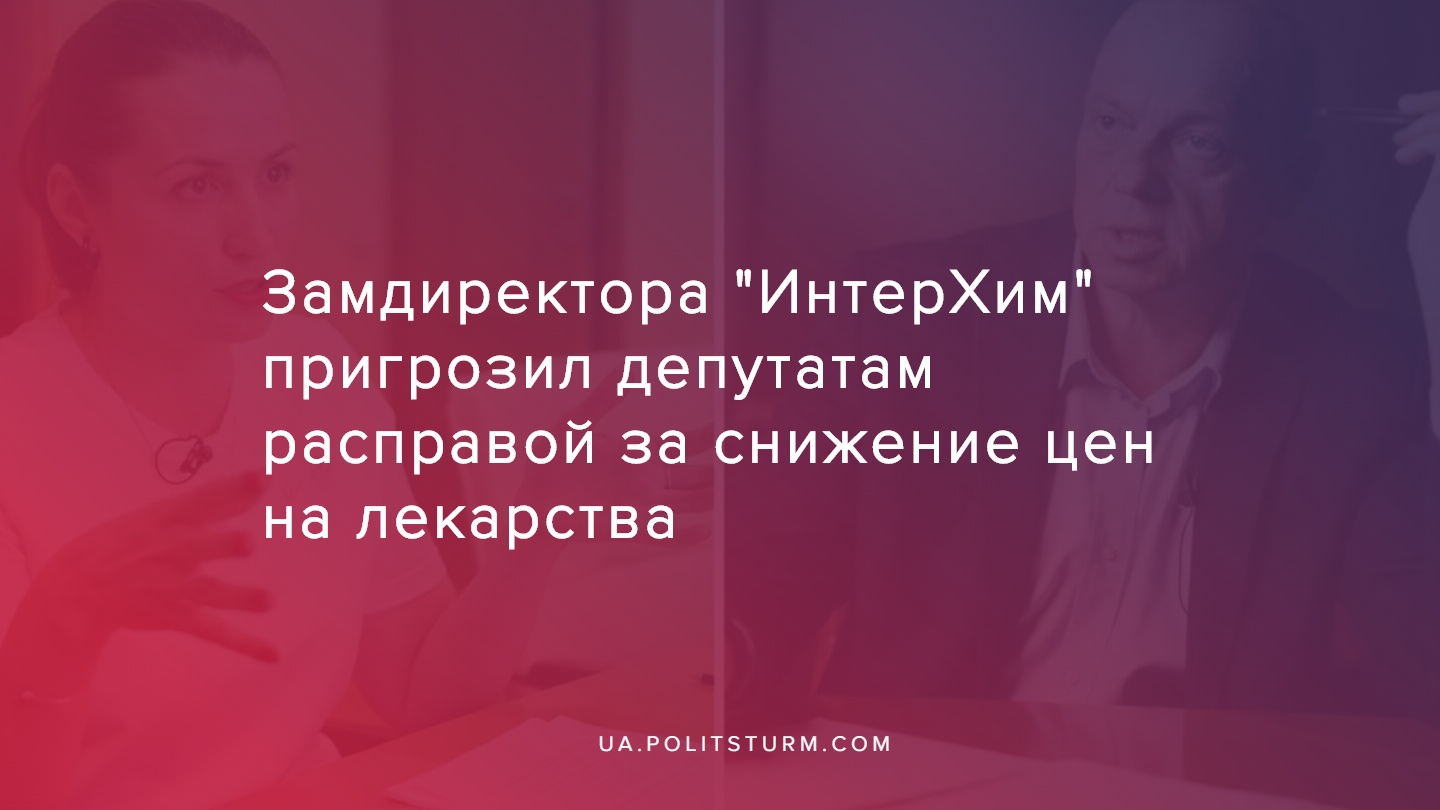 Замдиректора "ИнтерХим"
пригрозил депутатам
расправой за снижение цен
на лекарства
UA.POLITSTURM.COM